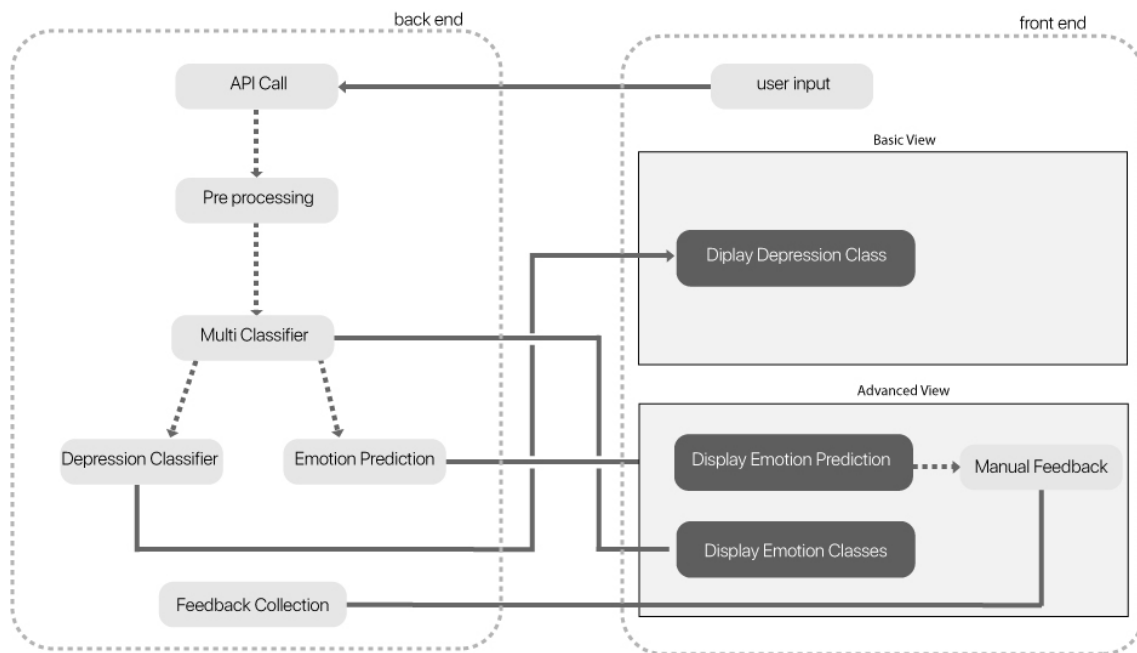 back end
front end
API Call
user input
Basic View
Pre processing
Diplay Depression Class
Multi Classifier
Advanced View
Depression Classifier
Emotion Prediction
Display Emotion Prediction
Manual Feedback
Display Emotion Classes
Feedback Collection